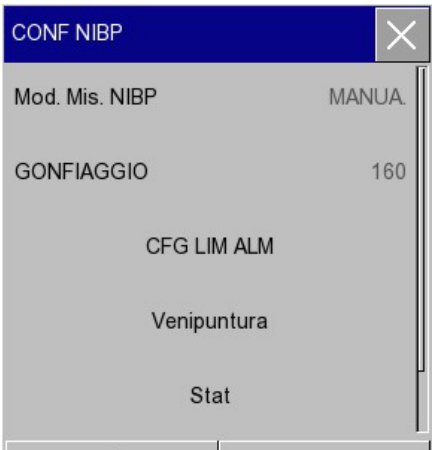 CONF NIBP
Mod. Mis. NIBP MANUA.
GONFIAGGIO 160
CFG LIM ALM
Venipuntura
Stat